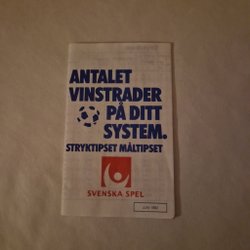 ANTALET
VINSTRADER
PÅ DITT
SYSTEM.
STRYKTIPSET MÅLTIPSET
SVENSKA SPEL